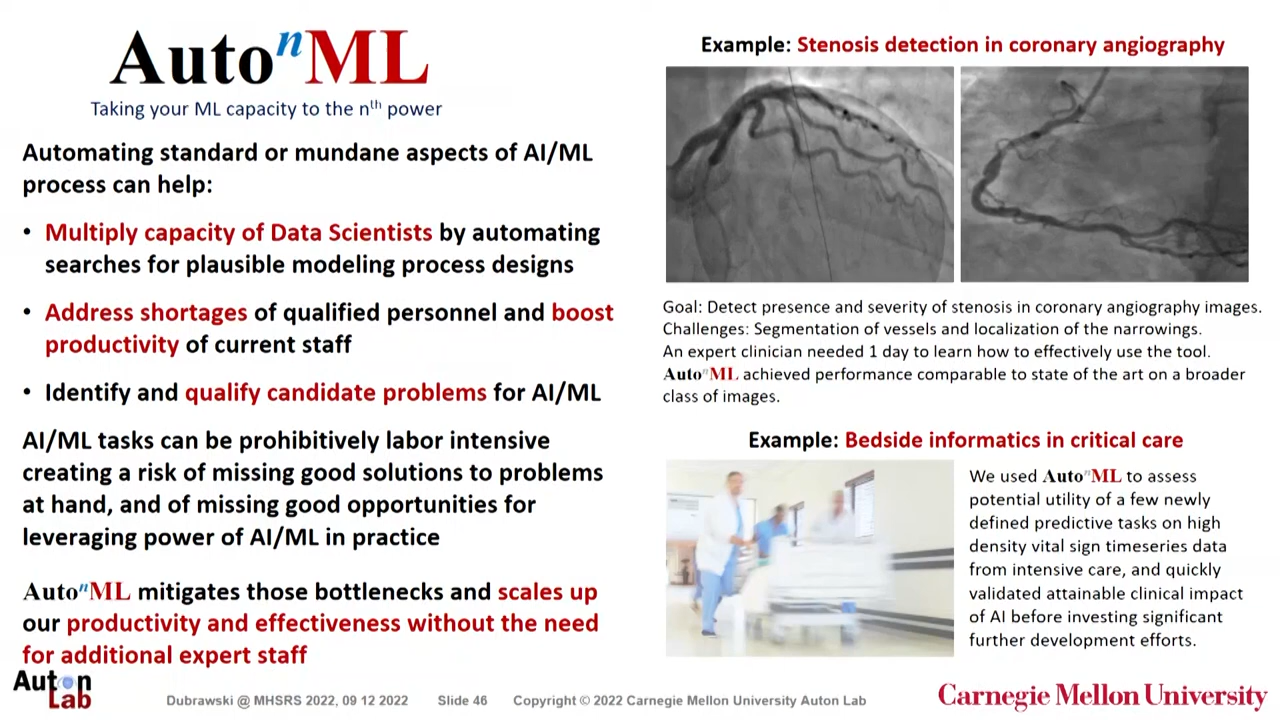 AutoⁿML
Taking your ML capacity to the nᵗʰ power
Automating standard or mundane aspects of AI/ML
process can help:
• Multiply capacity of Data Scientists by automating
searches for plausible modeling process designs
• Address shortages of qualified personnel and boost
productivity of current staff
• Identify and qualify candidate problems for AI/ML
AI/ML tasks can be prohibitively labor intensive
creating a risk of missing good solutions to problems
at hand, and of missing good opportunities for
leveraging power of AI/ML in practice
AutoⁿML mitigates those bottlenecks and scales up
our productivity and effectiveness without the need
for additional expert staff
Example: Stenosis detection in coronary angiography
Goal: Detect presence and severity of stenosis in coronary angiography images.
Challenges: Segmentation of vessels and localization of the narrowings.
An expert clinician needed 1 day to learn how to effectively use the tool.
AutoⁿML achieved performance comparable to state of the art on a broader
class of images.
Example: Bedside informatics in critical care
We used AutoⁿML to assess
potential utility of a few newly
defined predictive tasks on high
density vital sign timeseries data
from intensive care, and quickly
validated attainable clinical impact
of AI before investing significant
further development efforts.
Auton
Lab
Dubrawski @ MHSRS 2022, 09 12 2022 Slide 46 Copyright © 2022 Carnegie Mellon University Auton Lab
Carnegie Mellon University